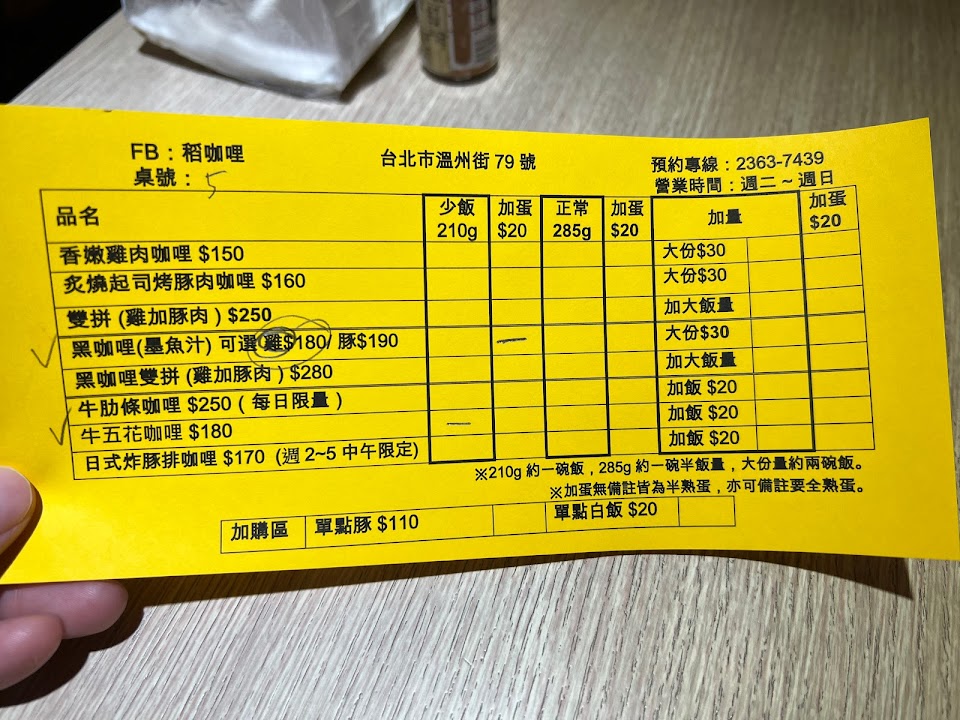 FB：稻咖哩
台北市溫州街 79 號
預約專線：2363-7439
桌號：5
營業時間：週二 ~ 週日
品名 少飯 210g 加蛋 $20 正常 285g 加蛋 $20 加量 加蛋 $20
香嫩雞肉咖哩 $150 大份$30
炙燒起司烤豚肉咖哩 $160 大份$30
雙拼 (雞加豚肉) $250 加大飯量
黑咖哩(墨魚汁) 可選 雞$180/ 豚$190 大份$30
黑咖哩雙拼 (雞加豚肉) $280 加大飯量
牛肋條咖哩 $250 ( 每日限量 ) 加飯 $20
牛五花咖哩 $180 加飯 $20
日式炸豚排咖哩 $170 (週 2~5 中午限定) 加飯 $20
※210g 約一碗飯，285g 約一碗半飯量，大份量約兩碗飯。
※加蛋無備註皆為半熟蛋，亦可備註要全熟蛋。
加購區 單點豚 $110 單點白飯 $20